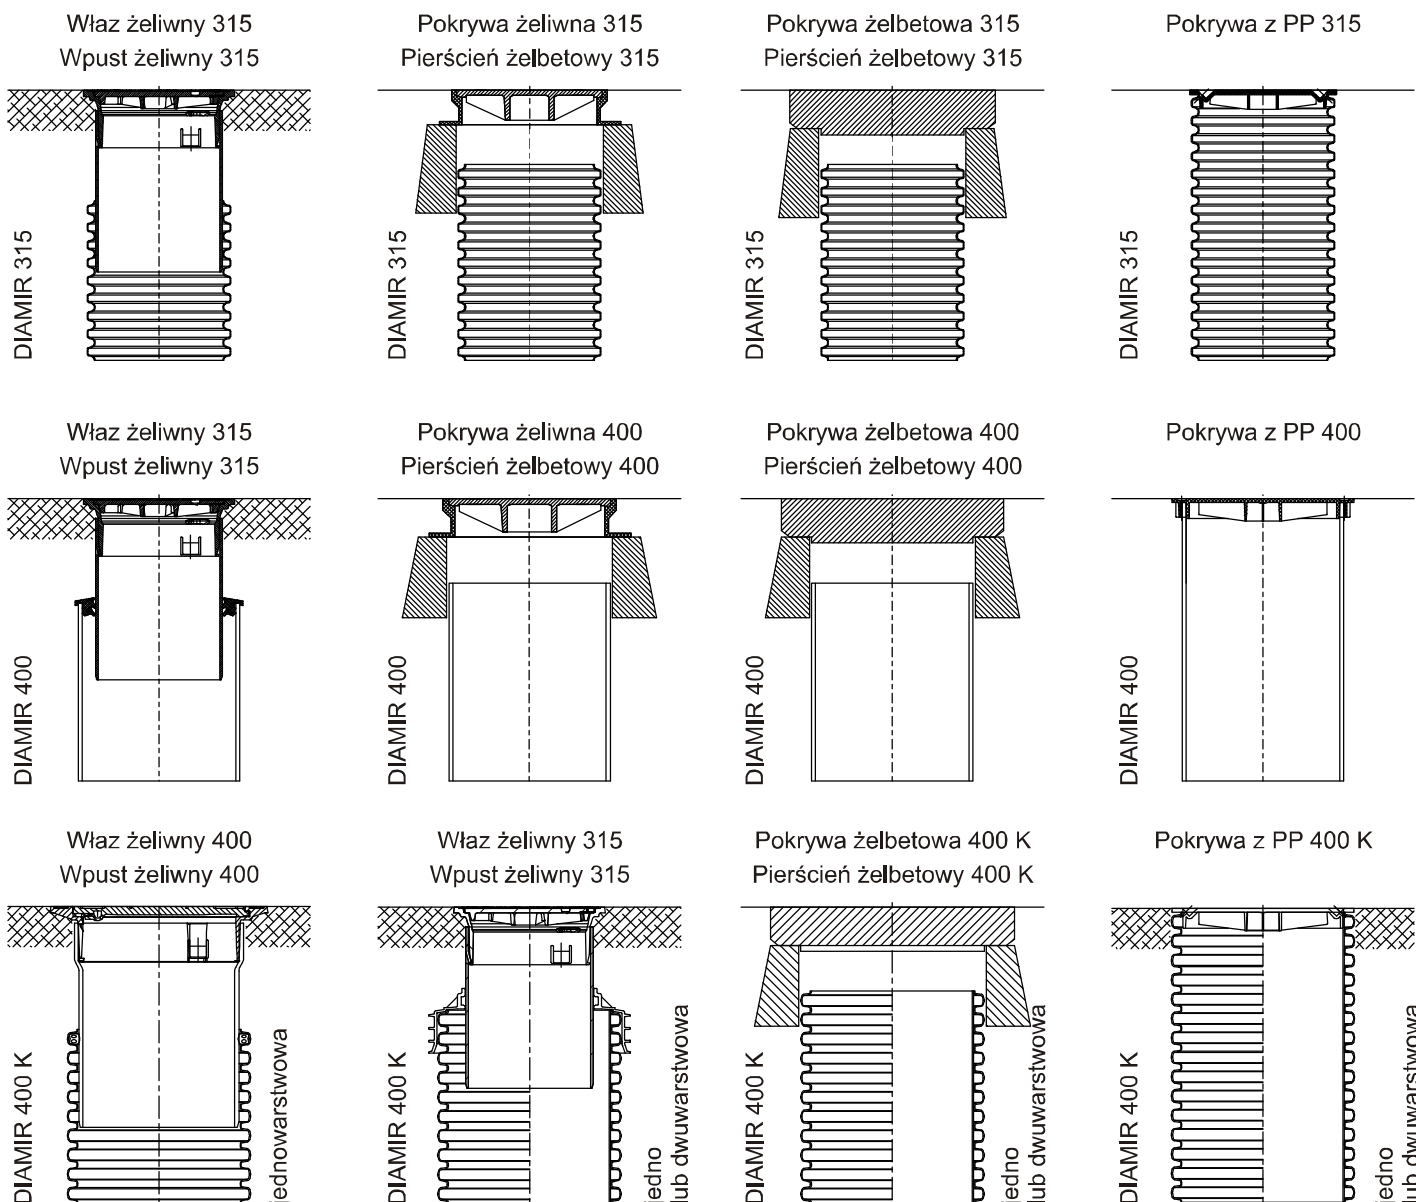 Właz żeliwny 315
Wpust żeliwny 315
DIAMIR 315
Pokrywa żeliwna 315
Pierścień żelbetowy 315
DIAMIR 315
Pokrywa żelbetowa 315
Pierścień żelbetowy 315
DIAMIR 315
Pokrywa z PP 315
DIAMIR 315
Właz żeliwny 315
Wpust żeliwny 315
DIAMIR 400
Pokrywa żeliwna 400
Pierścień żelbetowy 400
DIAMIR 400
Pokrywa żelbetowa 400
Pierścień żelbetowy 400
DIAMIR 400
Pokrywa z PP 400
DIAMIR 400
Właz żeliwny 400
Wpust żeliwny 400
DIAMIR 400 K
jednowarstwowa
Właz żeliwny 315
Wpust żeliwny 315
DIAMIR 400 K
jedno
lub dwuwarstwowa
Pokrywa żelbetowa 400 K
Pierścień żelbetowy 400 K
DIAMIR 400 K
jedno
lub dwuwarstwowa
Pokrywa z PP 400 K
DIAMIR 400 K
jedno
lub dwuwarstwowa